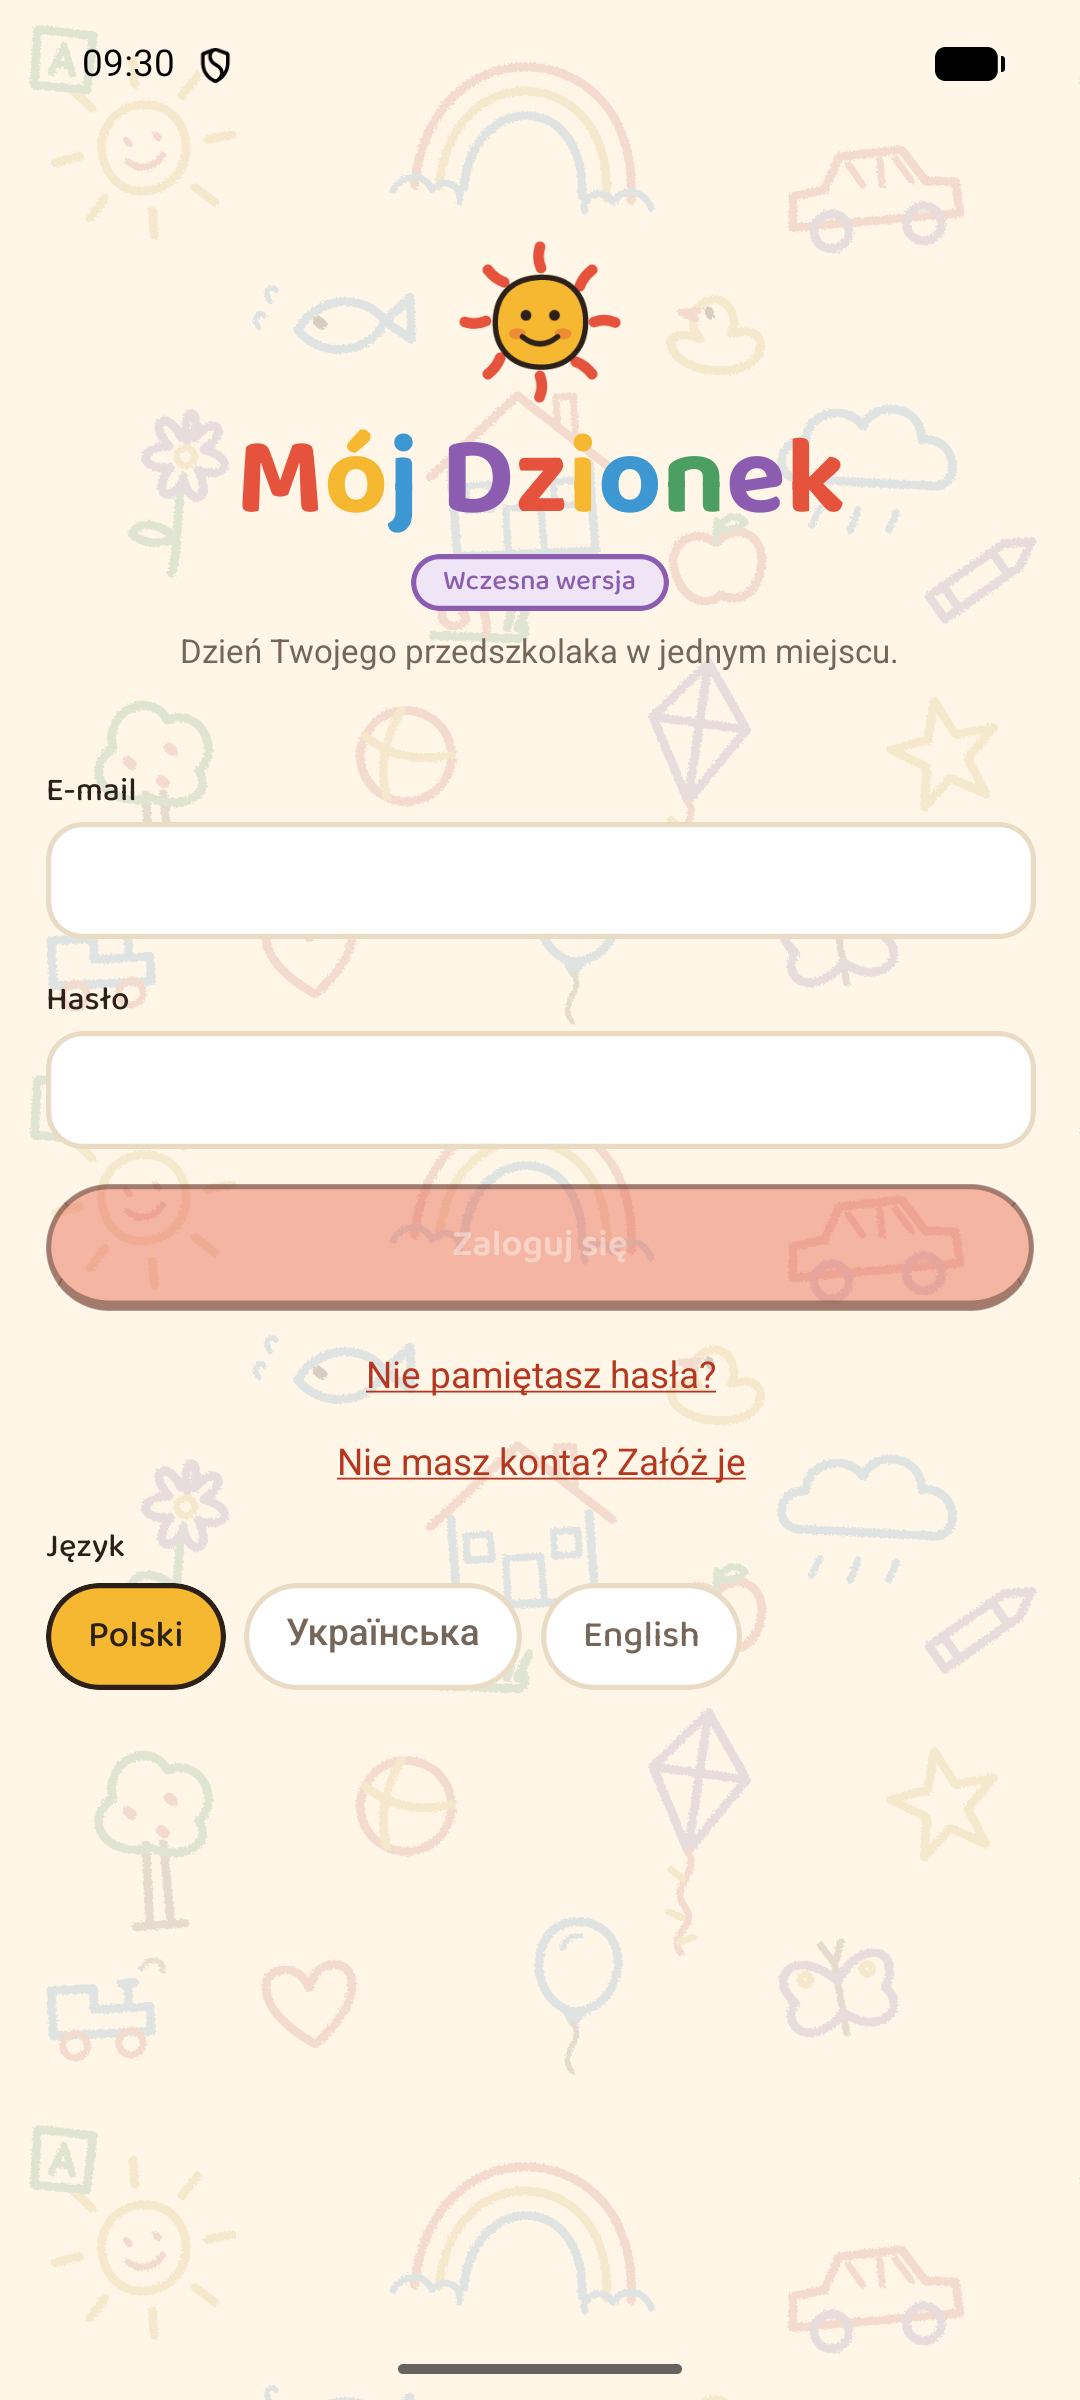 A
09:30
Mój Dzionek
Wczesna wersja
Dzień Twojego przedszkolaka w jednym miejscu.
E-mail
Hasło
Zaloguj się
Nie pamiętasz hasła?
Nie masz konta? Załóż je
Język
Polski
Українська
English
A